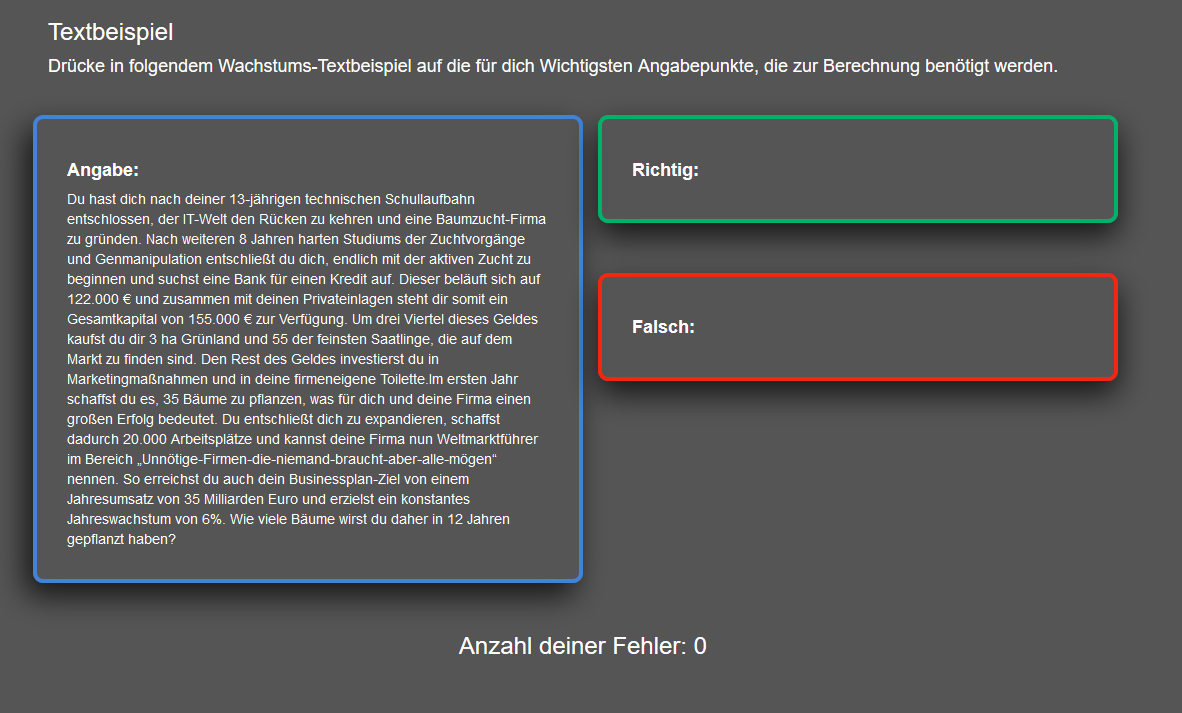 Textbeispiel
Drücke in folgendem Wachstums-Textbeispiel auf die für dich Wichtigsten Angabepunkte, die zur Berechnung benötigt werden.
Angabe:
Du hast dich nach deiner 13-jährigen technischen Schullaufbahn
entschlossen, der IT-Welt den Rücken zu kehren und eine Baumzucht-Firma
zu gründen. Nach weiteren 8 Jahren harten Studiums der Zuchtvorgänge
und Genmanipulation entschließt du dich, endlich mit der aktiven Zucht zu
beginnen und suchst eine Bank für einen Kredit auf. Dieser beläuft sich auf
122.000 € und zusammen mit deinen Privateinlagen steht dir somit ein
Gesamtkapital von 155.000 € zur Verfügung. Um drei Viertel dieses Geldes
kaufst du dir 3 ha Grünland und 55 der feinsten Saatlinge, die auf dem
Markt zu finden sind. Den Rest des Geldes investierst du in
Marketingmaßnahmen und in deine firmeneigene Toilette.Im ersten Jahr
schaffst du es, 35 Bäume zu pflanzen, was für dich und deine Firma einen
großen Erfolg bedeutet. Du entschließt dich zu expandieren, schaffst
dadurch 20.000 Arbeitsplätze und kannst deine Firma nun Weltmarktführer
im Bereich „Unnötige-Firmen-die-niemand-braucht-aber-alle-mögen“
nennen. So erreichst du auch dein Businessplan-Ziel von einem
Jahresumsatz von 35 Milliarden Euro und erzielst ein konstantes
Jahreswachstum von 6%. Wie viele Bäume wirst du daher in 12 Jahren
gepflanzt haben?
Richtig:
Falsch:
Anzahl deiner Fehler: 0